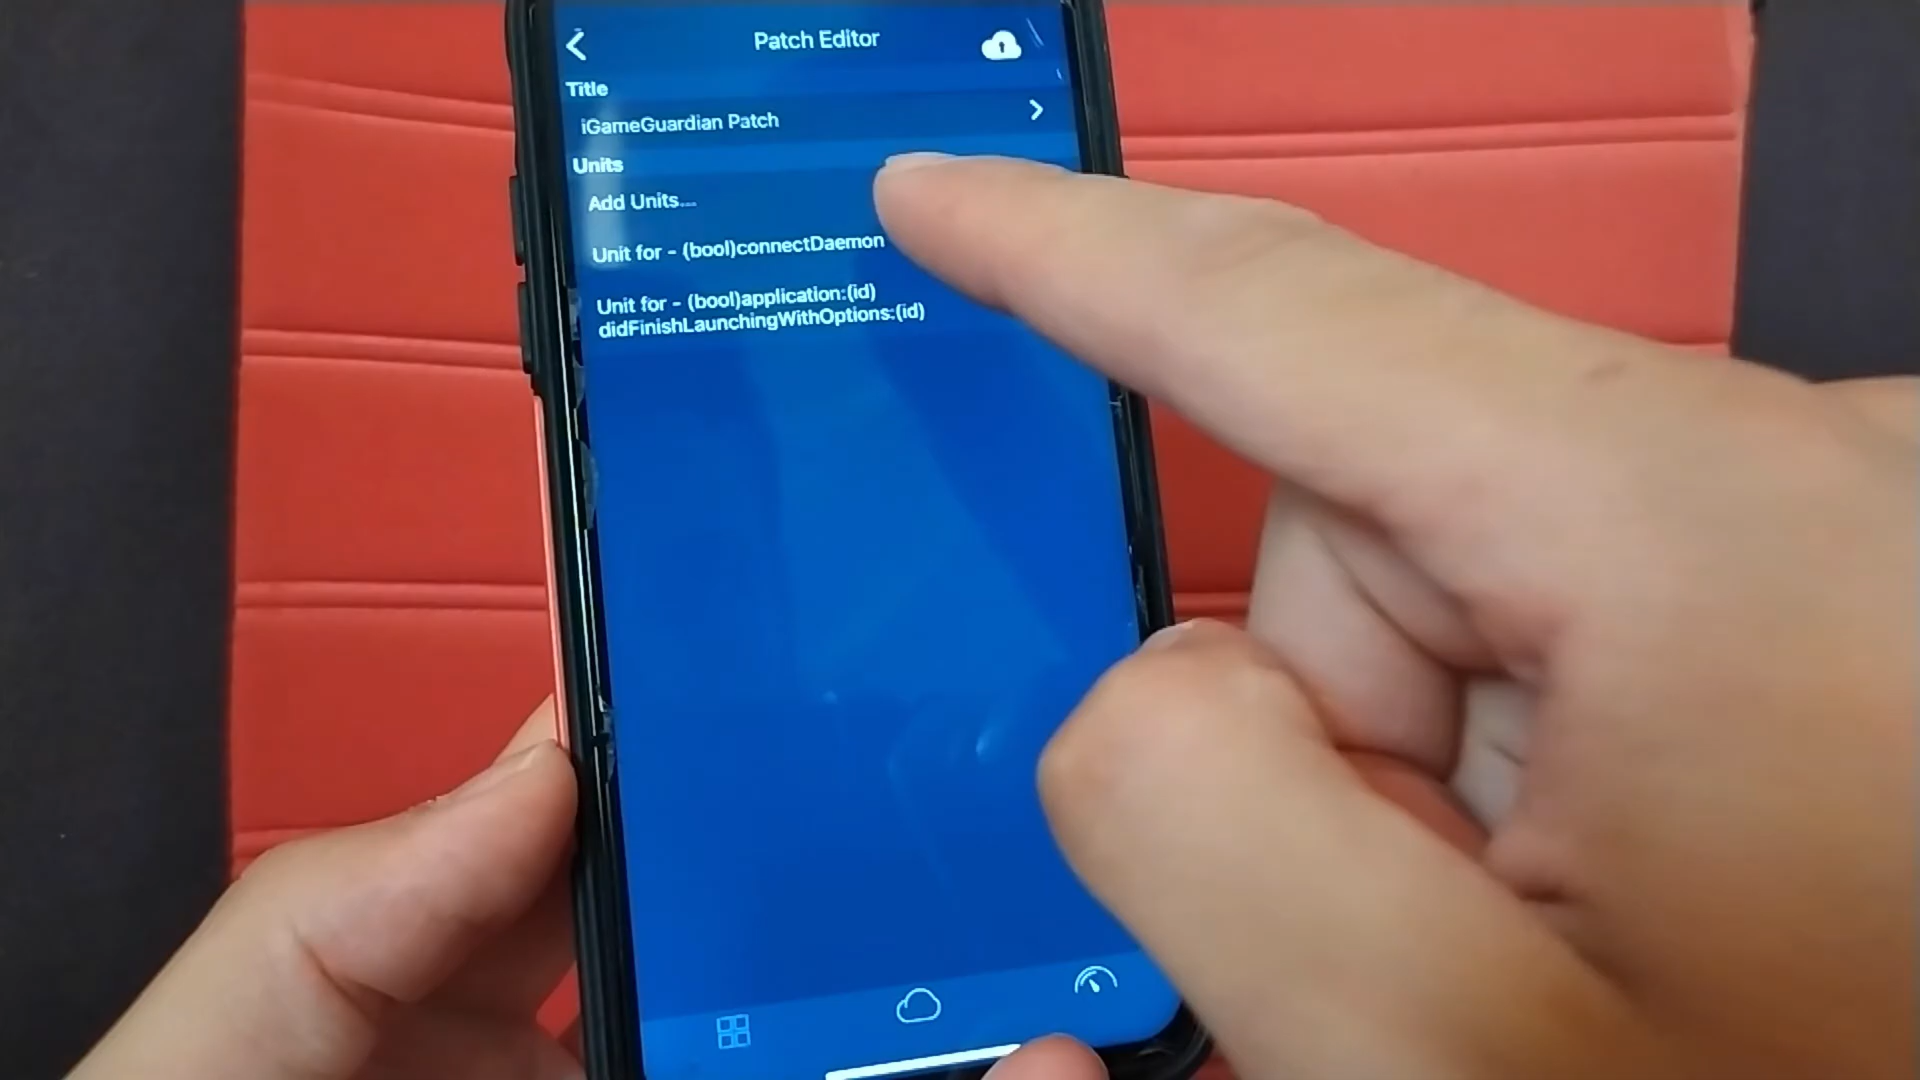 Patch Editor
Title
iGameGuardian Patch
Units
Add Units...
Unit for - (bool)connectDaemon
Unit for - (bool)application:(id)
didFinishLaunchingWithOptions:(id)